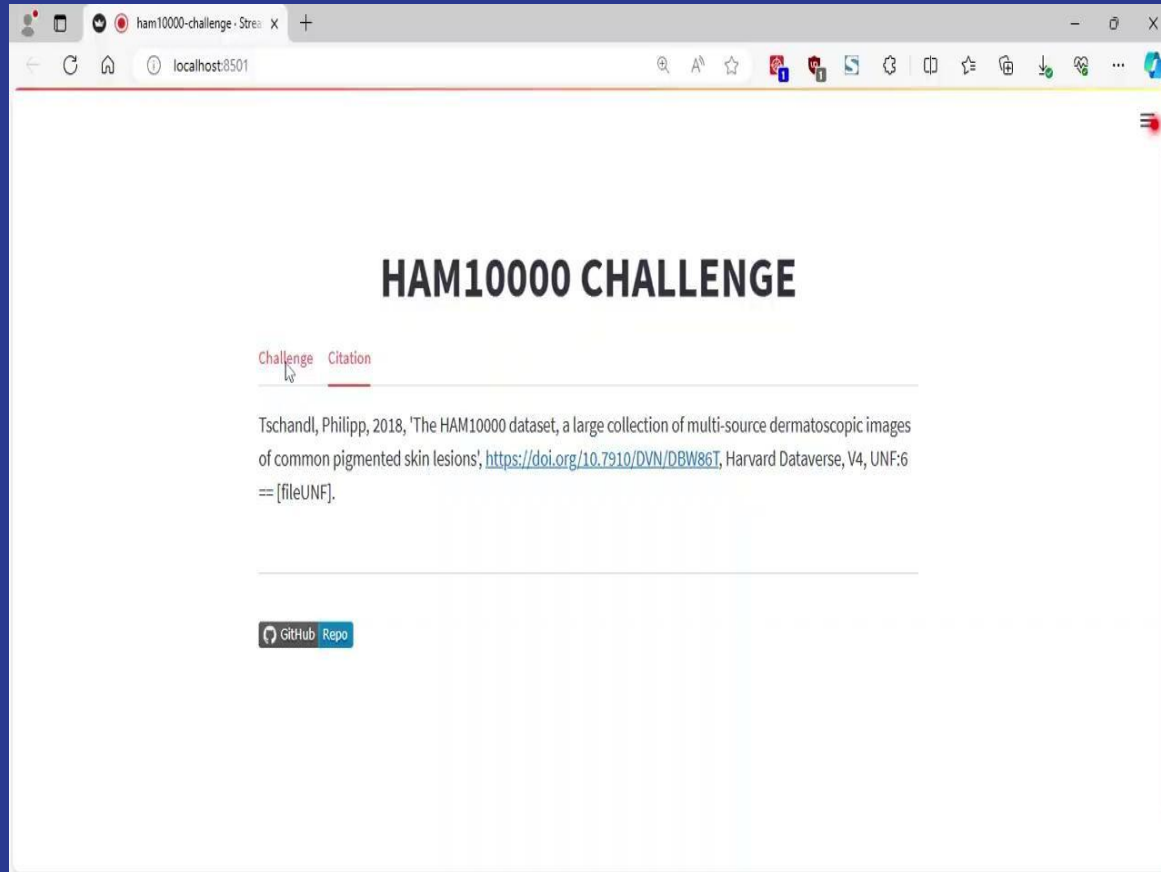 ham10000-challenge · Strea
localhost:8501
1
1
HAM10000 CHALLENGE
Challenge Citation
Tschandl, Philipp, 2018, 'The HAM10000 dataset, a large collection of multi-source dermatoscopic images
of common pigmented skin lesions', https://doi.org/10.7910/DVN/DBW86T, Harvard Dataverse, V4, UNF:6
== [fileUNF].
GitHub Repo